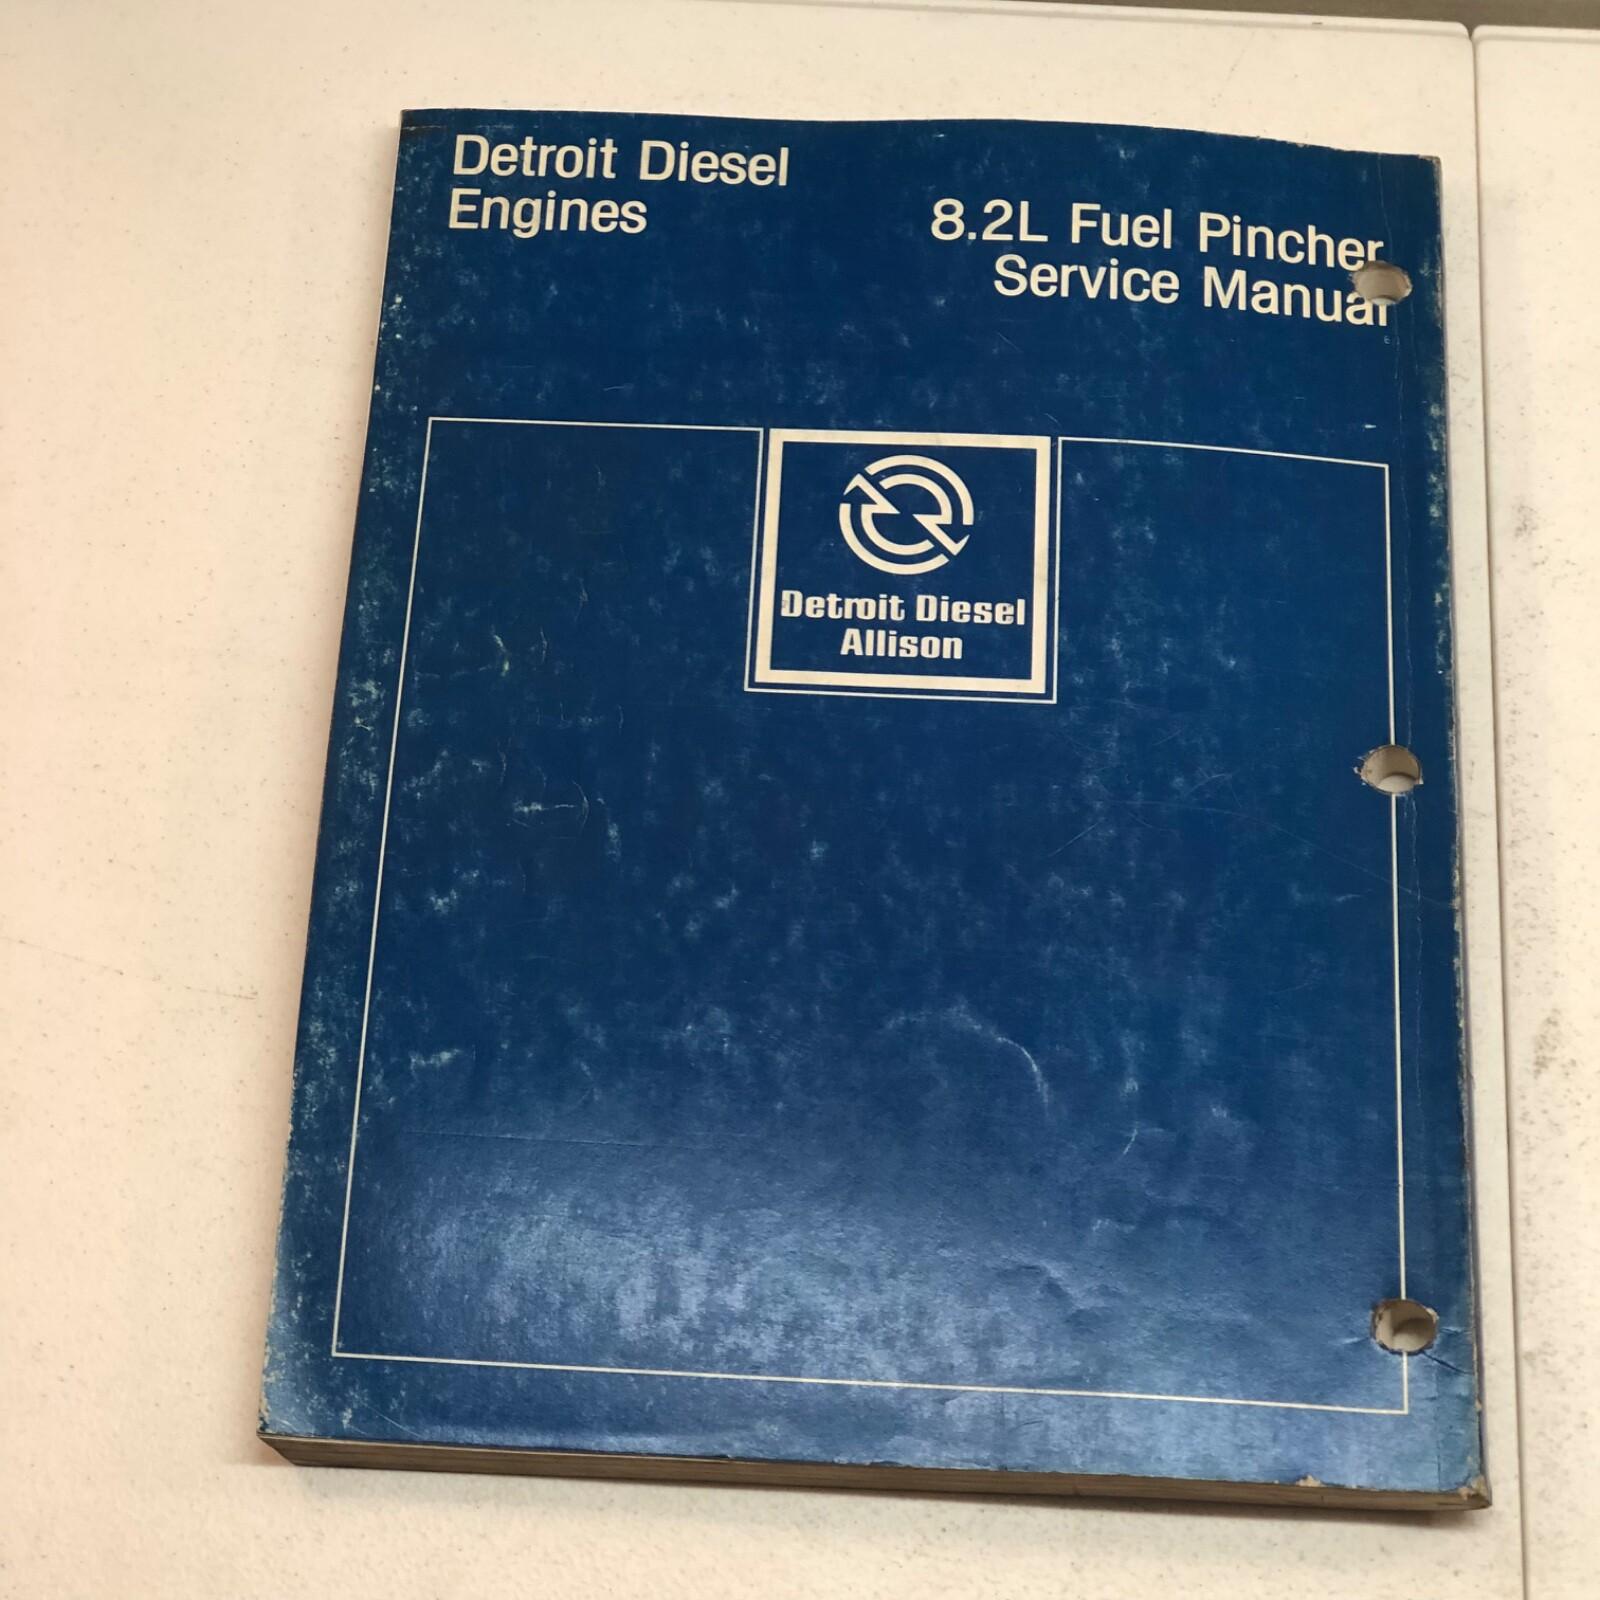 Detroit Diesel
Engines
8.2L Fuel Pincher
Service Manual
Detroit Diesel
Allison